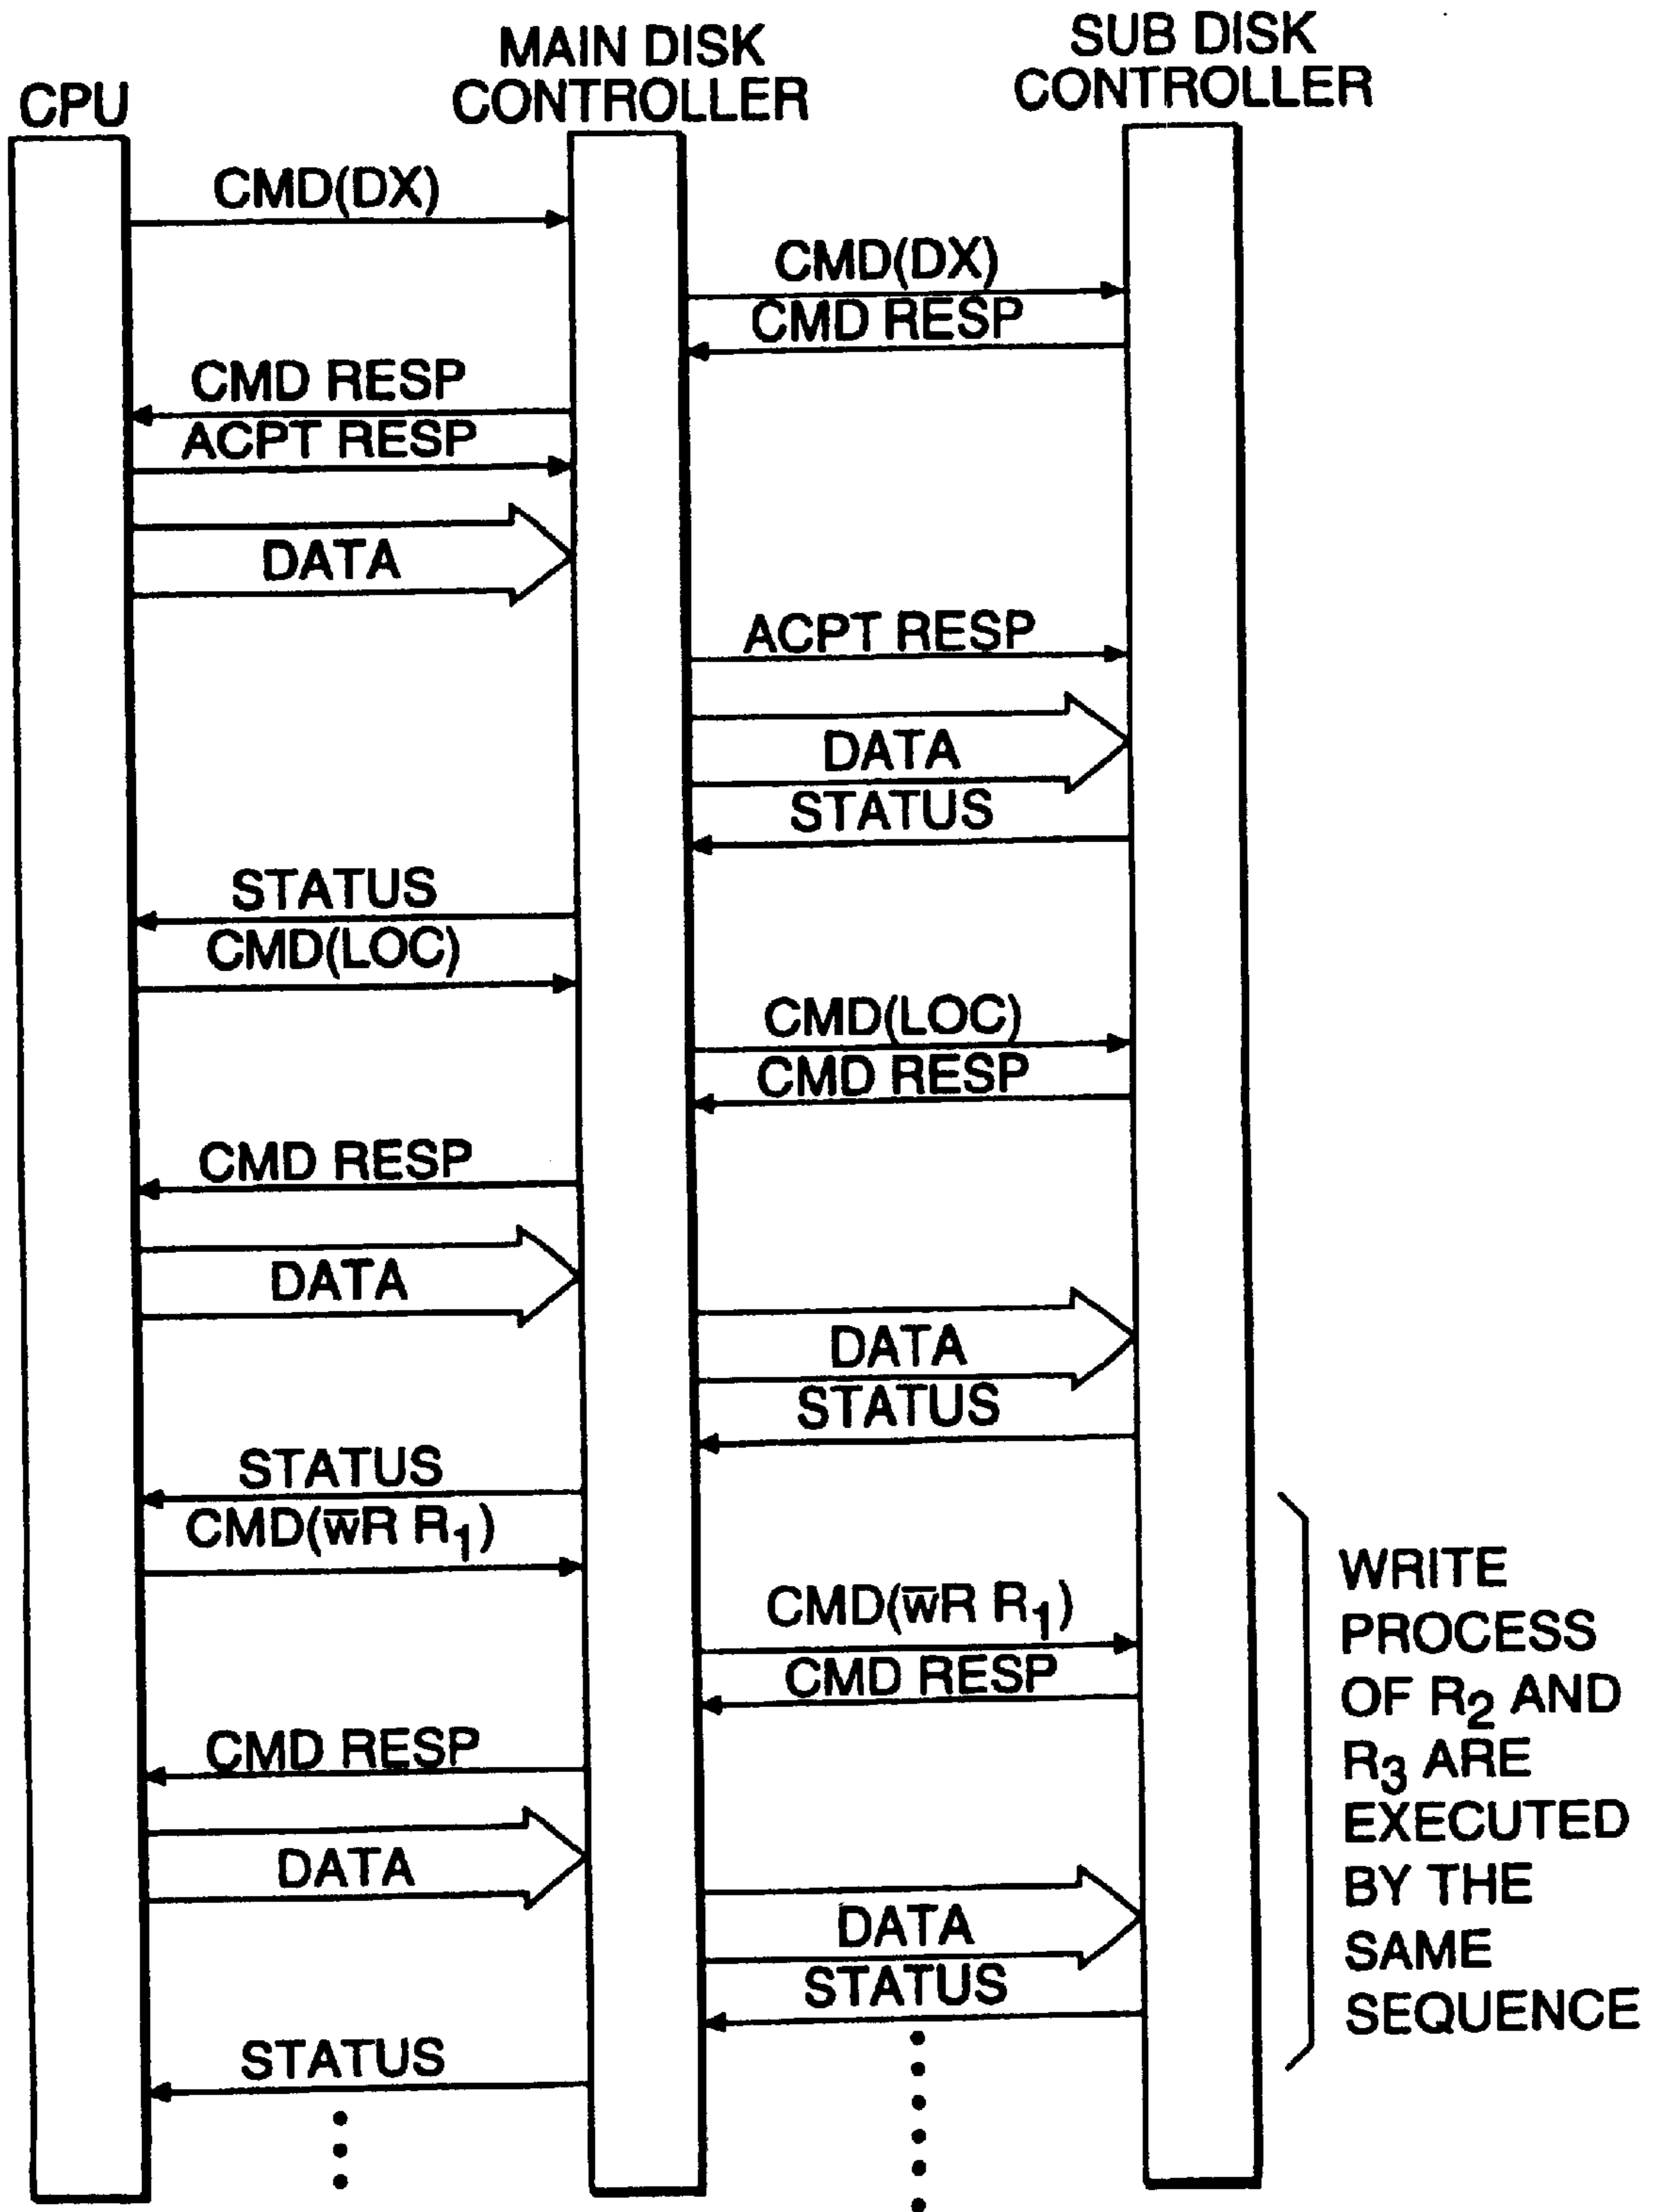 CPU
MAIN DISK
CONTROLLER
SUB DISK
CONTROLLER
CMD(DX)
CMD(DX)
CMD RESP
CMD RESP
ACPT RESP
DATA
ACPT RESP
DATA
STATUS
STATUS
CMD(LOC)
CMD(LOC)
CMD RESP
CMD RESP
DATA
DATA
STATUS
STATUS
CMD(w̅R R₁)
CMD(w̅R R₁)
CMD RESP
CMD RESP
DATA
DATA
STATUS
STATUS
WRITE
PROCESS
OF R₂ AND
R₃ ARE
EXECUTED
BY THE
SAME
SEQUENCE